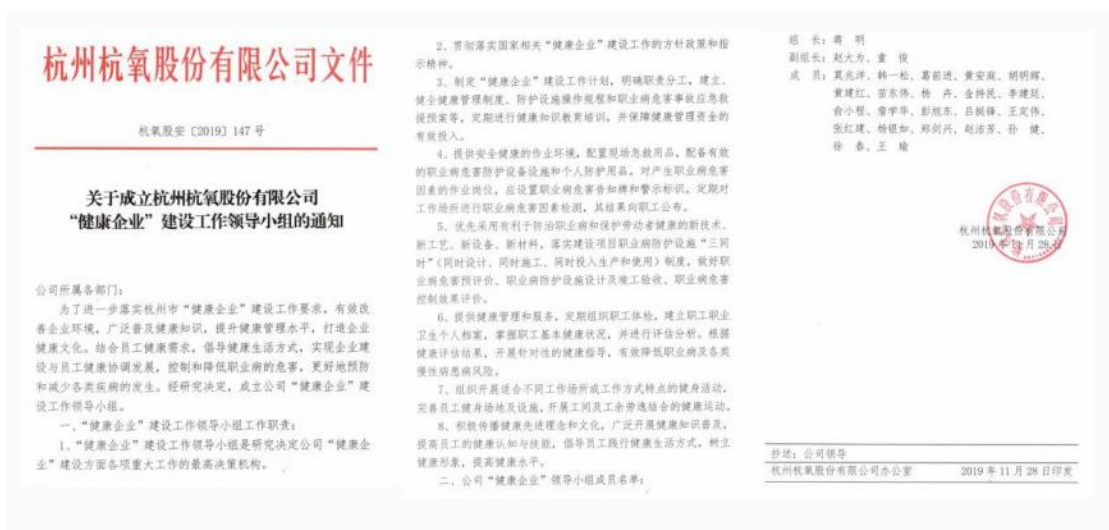 杭州杭氧股份有限公司文件
杭氧股安〔2019〕147号
关于成立杭州杭氧股份有限公司
“健康企业”建设工作领导小组的通知
公司所属各部门：
为了进一步落实杭州市“健康企业”建设工作要求，有效改
善企业环境，广泛普及健康知识，提升健康管理水平，打造企业
健康文化。结合员工健康需求，倡导健康生活方式，实现企业建
设与员工健康协调发展，控制和降低职业病的危害，更好地预防
和减少各类疾病的发生。经研究决定，成立公司“健康企业”建
设工作领导小组。
一、“健康企业”建设工作领导小组工作职责：
1、“健康企业”建设工作领导小组是研究决定公司“健康企
业”建设方面各项重大工作的最高决策机构。
2、贯彻落实国家相关“健康企业”建设工作的方针政策和指
示精神。
3、制定“健康企业”建设工作计划，明确职责分工，建立、
健全健康管理制度、防护设施操作规程和职业病危害事故应急救
援预案等，定期进行健康知识教育培训，并保障健康管理资金的
有效投入。
4、提供安全健康的作业环境，配置现场急救用品，配备有效
的职业病危害防护设备设施和个人防护用品，对产生职业病危害
因素的作业岗位，应设置职业病危害告知牌和警示标识。定期对
工作场所进行职业病危害因素检测，其结果向职工公布。
5、优先采用有利于防治职业病和保护劳动者健康的新技术、
新工艺、新设备、新材料，落实建设项目职业病防护设施“三同
时”（同时设计、同时施工、同时投入生产和使用）制度，做好职
业病危害预评价、职业病防护设施设计及竣工验收、职业病危害
控制效果评价。
6、提供健康管理和服务，定期组织职工体检，建立职工职业
卫生个人档案，掌握职工基本健康状况，并进行评估分析。根据
健康评估结果，开展针对性的健康指导，有效降低职业病及各类
慢性病患病风险。
7、组织开展适合不同工作场所或工作方式特点的健身活动，
完善员工健身场地及设施，开展工间及工余劳逸结合的健康运动。
8、积极传播健康先进理念和文化，广泛开展健康知识普及，
提高员工的健康认知与技能，倡导员工践行健康生活方式，树立
健康形象，提高健康水平。
二、公司“健康企业”领导小组成员名单：
组 长：蒋 明
副组长：赵大为、童 俊
成 员：莫兆洋、韩一松、葛前进、黄安庭、胡明辉、
黄建红、苗东伟、杨 卉、金持民、李建廷、
俞小程、詹学华、彭旭东、吕挺锋、王定伟、
张红建、杨银如、郑剑兴、赵洁芳、孙 健、
徐 春、王 瑜
杭州杭氧股份有限公司
2019年11月28日
抄送：公司领导
杭州杭氧股份有限公司办公室 2019年11月28日印发